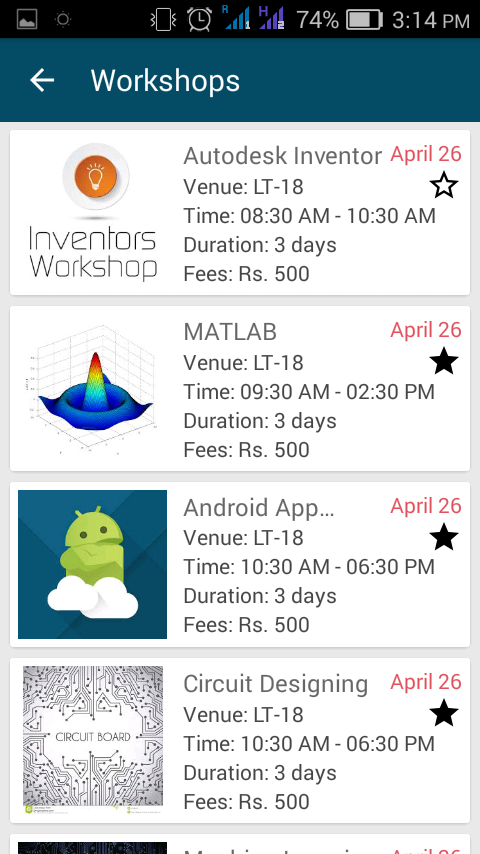 R 1 H 2 74% 3:14 PM
Workshops
Inventors
Workshop
Autodesk Inventor April 26
Venue: LT-18
Time: 08:30 AM - 10:30 AM
Duration: 3 days
Fees: Rs. 500
MATLAB April 26
Venue: LT-18
Time: 09:30 AM - 02:30 PM
Duration: 3 days
Fees: Rs. 500
Android App... April 26
Venue: LT-18
Time: 10:30 AM - 06:30 PM
Duration: 3 days
Fees: Rs. 500
CIRCUIT BOARD
Circuit Designing April 26
Venue: LT-18
Time: 10:30 AM - 06:30 PM
Duration: 3 days
Fees: Rs. 500
April 26